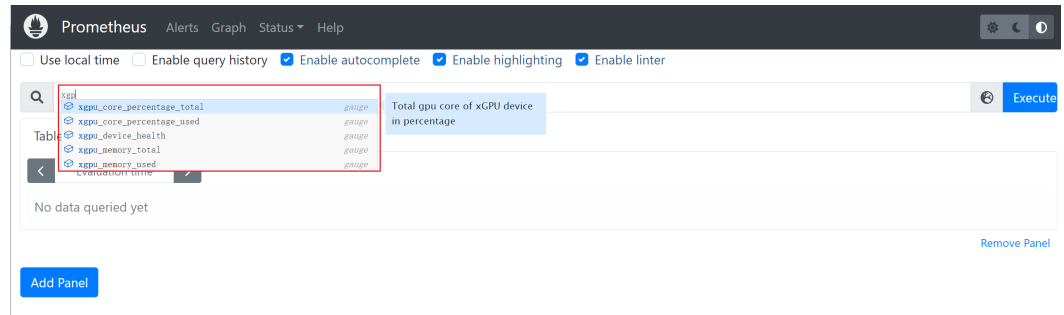 Prometheus Alerts Graph Status Help
Use local time Enable query history Enable autocomplete Enable highlighting Enable linter
xgp
Execute
xgpu_core_percentage_total gauge
Total gpu core of xGPU device
in percentage
xgpu_core_percentage_used gauge
xgpu_device_health gauge
xgpu_memory_total gauge
xgpu_memory_used gauge
Table
Evaluation time
No data queried yet
Remove Panel
Add Panel